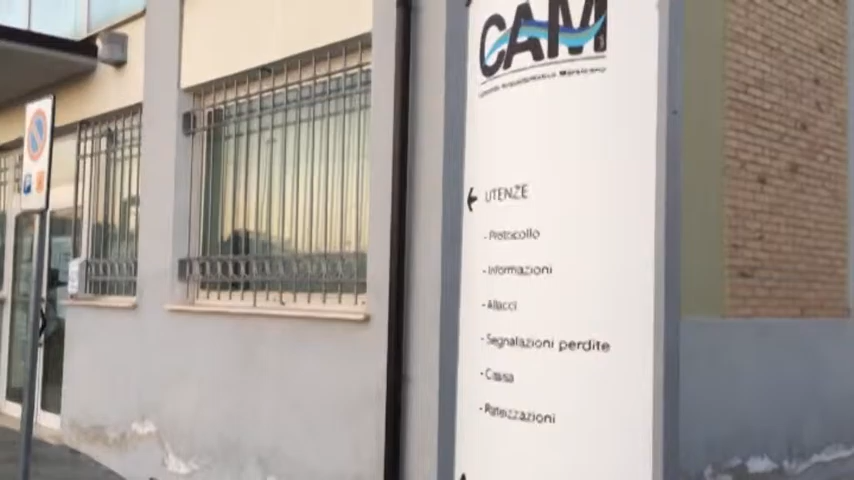 CAM
UTENZE
- Protocollo
- Informazioni
- Allacci
- Segnalazioni perdite
- Cassa
- Rateizzazioni